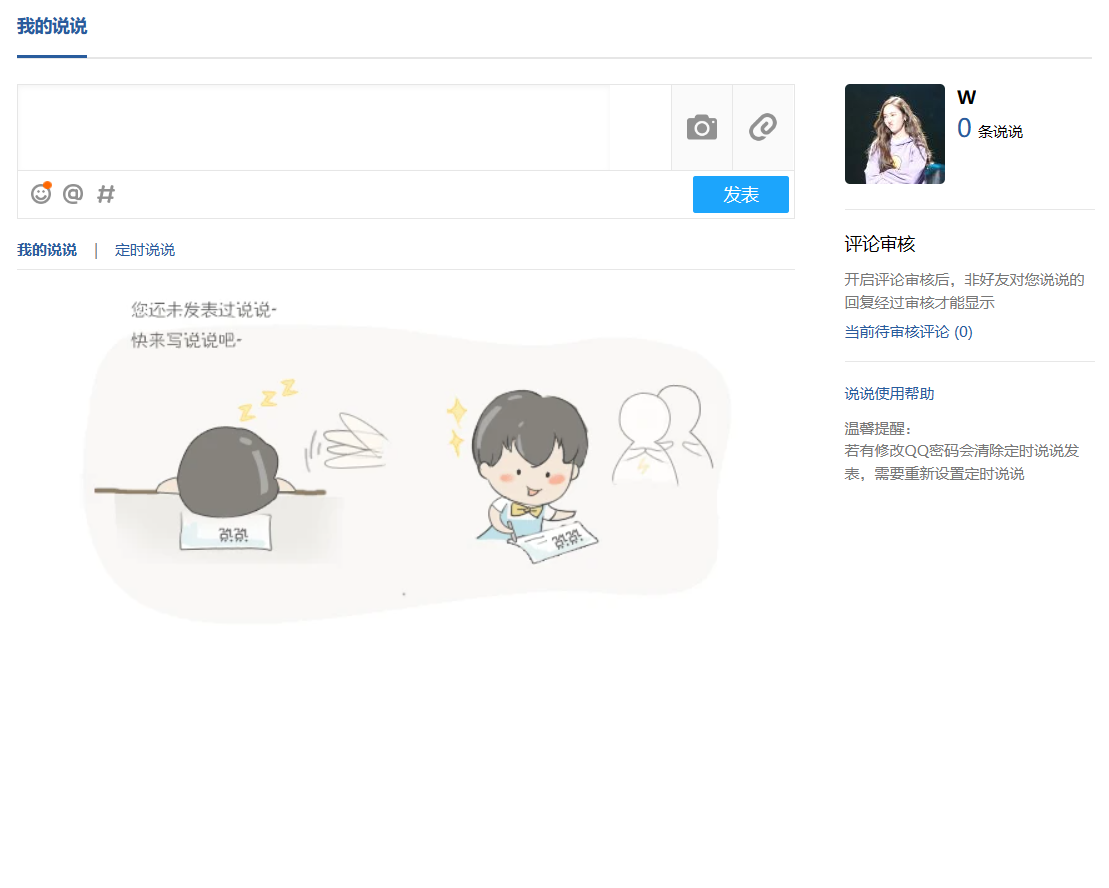 我的说说
发表
我的说说 | 定时说说
您还未发表过说说~
快来写说说吧~
说说
说说
W
0 条说说
评论审核
开启评论审核后，非好友对您说说的
回复经过审核才能显示
当前待审核评论 (0)
说说使用帮助
温馨提醒：
若有修改QQ密码会清除定时说说发
表，需要重新设置定时说说